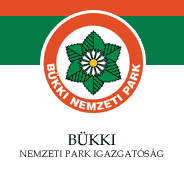 BÜKKI NEMZETI PARK
BÜKKI
NEMZETI PARK IGAZGATÓSÁG